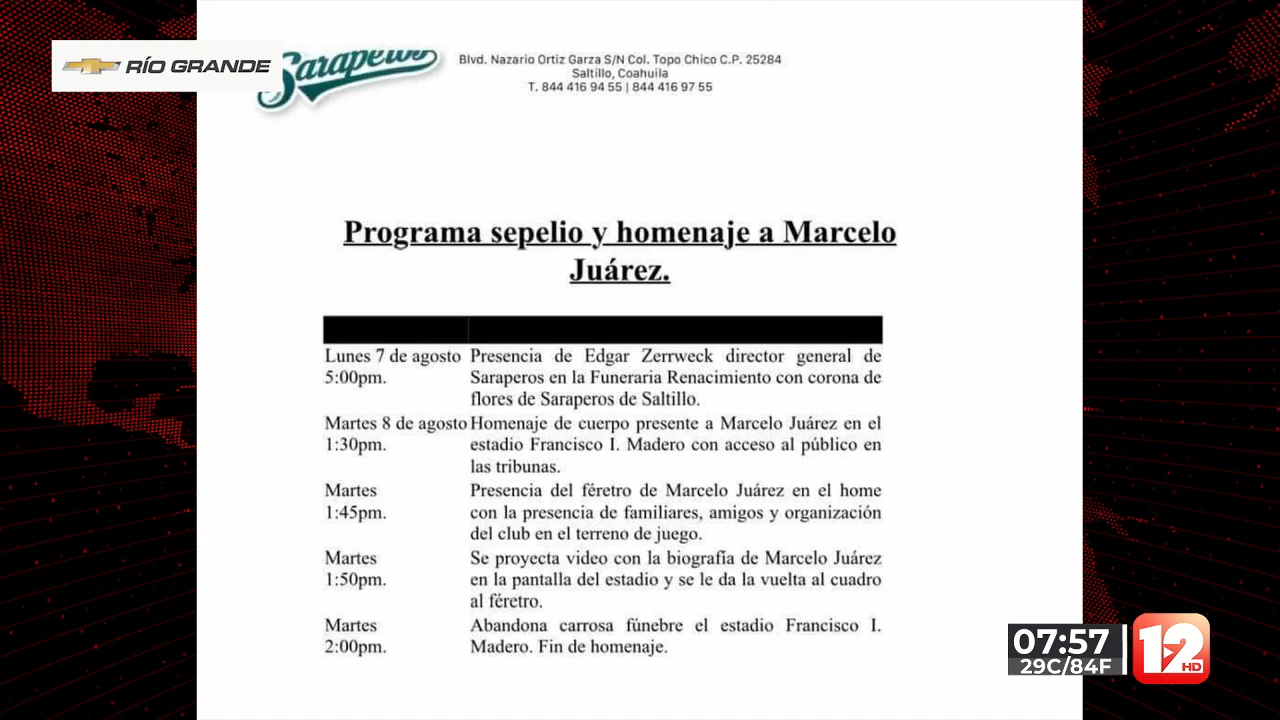 RÍO GRANDE
Saraperos
Blvd. Nazario Ortiz Garza S/N Col. Topo Chico C.P. 25284
Saltillo, Coahuila
T. 844 416 94 55 | 844 416 97 55
Programa sepelio y homenaje a Marcelo
Juárez.
Lunes 7 de agosto
5:00pm.
Presencia de Edgar Zerrweck director general de
Saraperos en la Funeraria Renacimiento con corona de
flores de Saraperos de Saltillo.
Martes 8 de agosto
1:30pm.
Homenaje de cuerpo presente a Marcelo Juárez en el
estadio Francisco I. Madero con acceso al público en
las tribunas.
Martes
1:45pm.
Presencia del féretro de Marcelo Juárez en el home
con la presencia de familiares, amigos y organización
del club en el terreno de juego.
Martes
1:50pm.
Se proyecta video con la biografía de Marcelo Juárez
en la pantalla del estadio y se le da la vuelta al cuadro
al féretro.
Martes
2:00pm.
Abandona carrosa fúnebre el estadio Francisco I.
Madero. Fin de homenaje.
07:57
29C/84F
12
HD